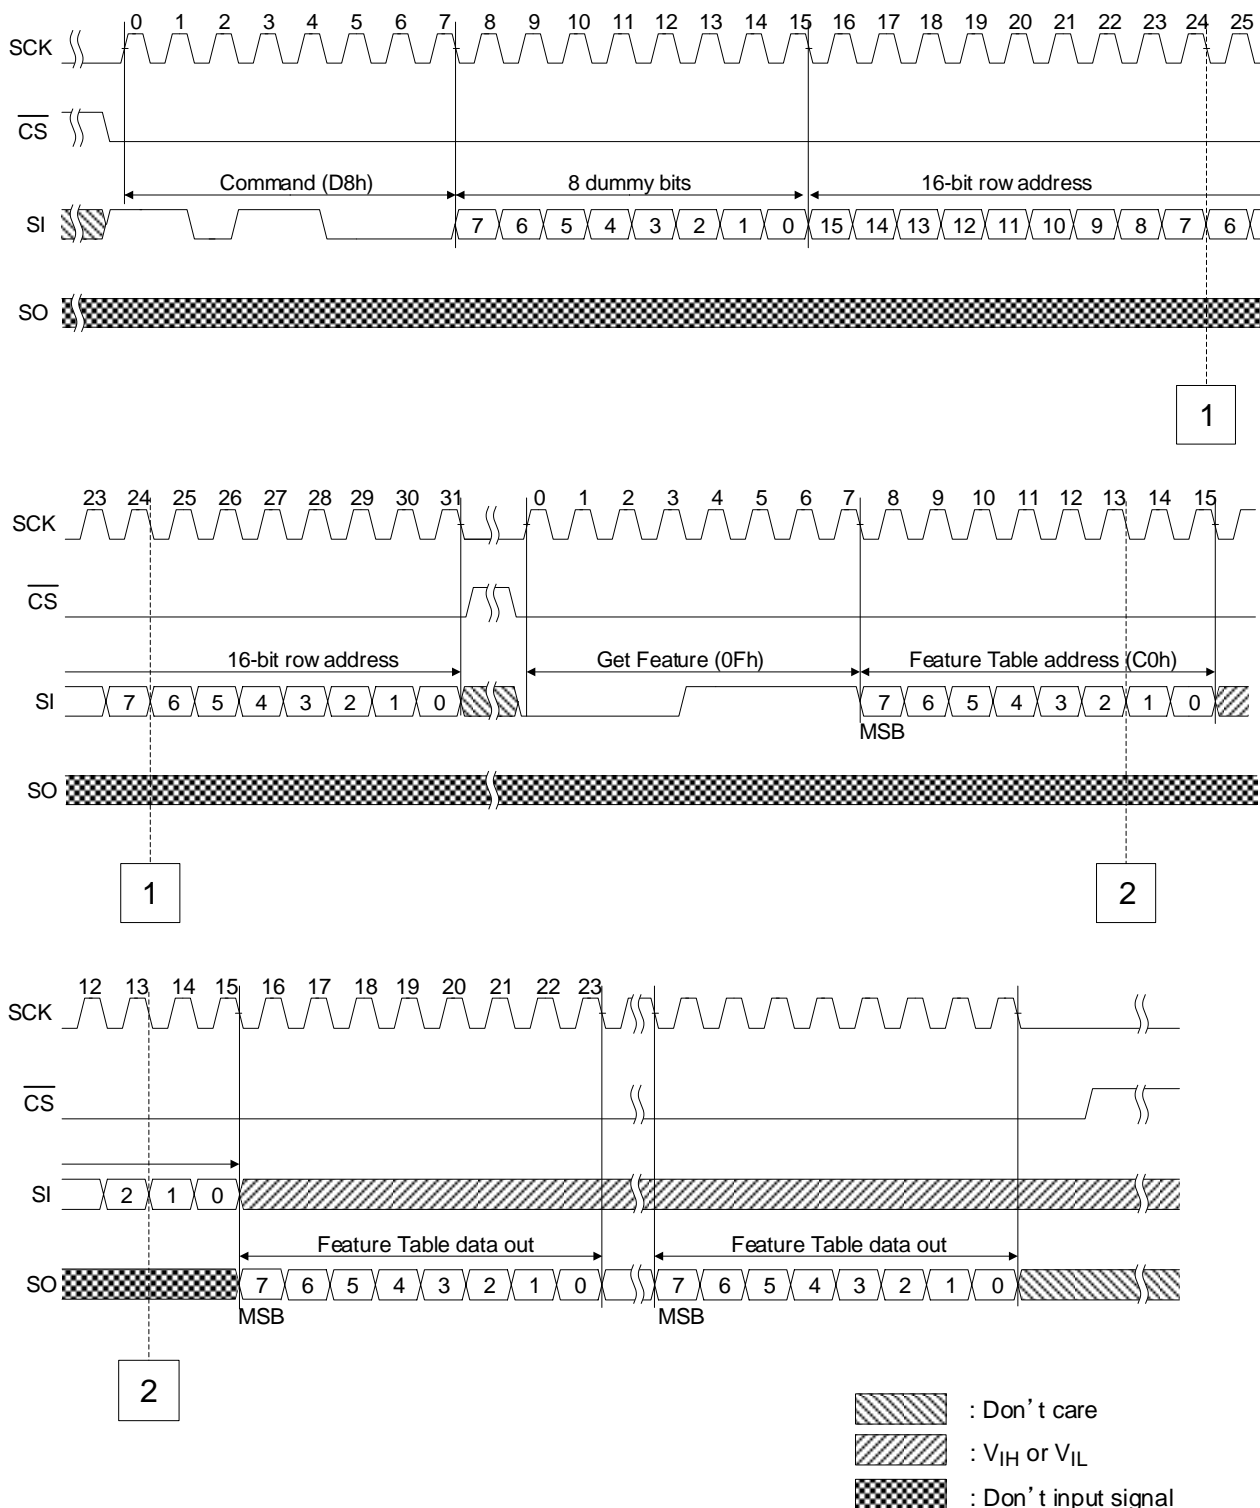 0 1 2 3 4 5 6 7 8 9 10 11 12 13 14 15 16 17 18 19 20 21 22 23 24 25
SCK
CS
Command (D8h) 8 dummy bits 16-bit row address
SI 7 6 5 4 3 2 1 0 15 14 13 12 11 10 9 8 7 6
SO
1
23 24 25 26 27 28 29 30 31 0 1 2 3 4 5 6 7 8 9 10 11 12 13 14 15
SCK
CS
16-bit row address Get Feature (0Fh) Feature Table address (C0h)
SI 7 6 5 4 3 2 1 0 7 6 5 4 3 2 1 0
MSB
SO
1 2
12 13 14 15 16 17 18 19 20 21 22 23
SCK
CS
SI 2 1 0
Feature Table data out Feature Table data out
SO 7 6 5 4 3 2 1 0 7 6 5 4 3 2 1 0
MSB MSB
2
: Don't care
: VIH or VIL
: Don't input signal